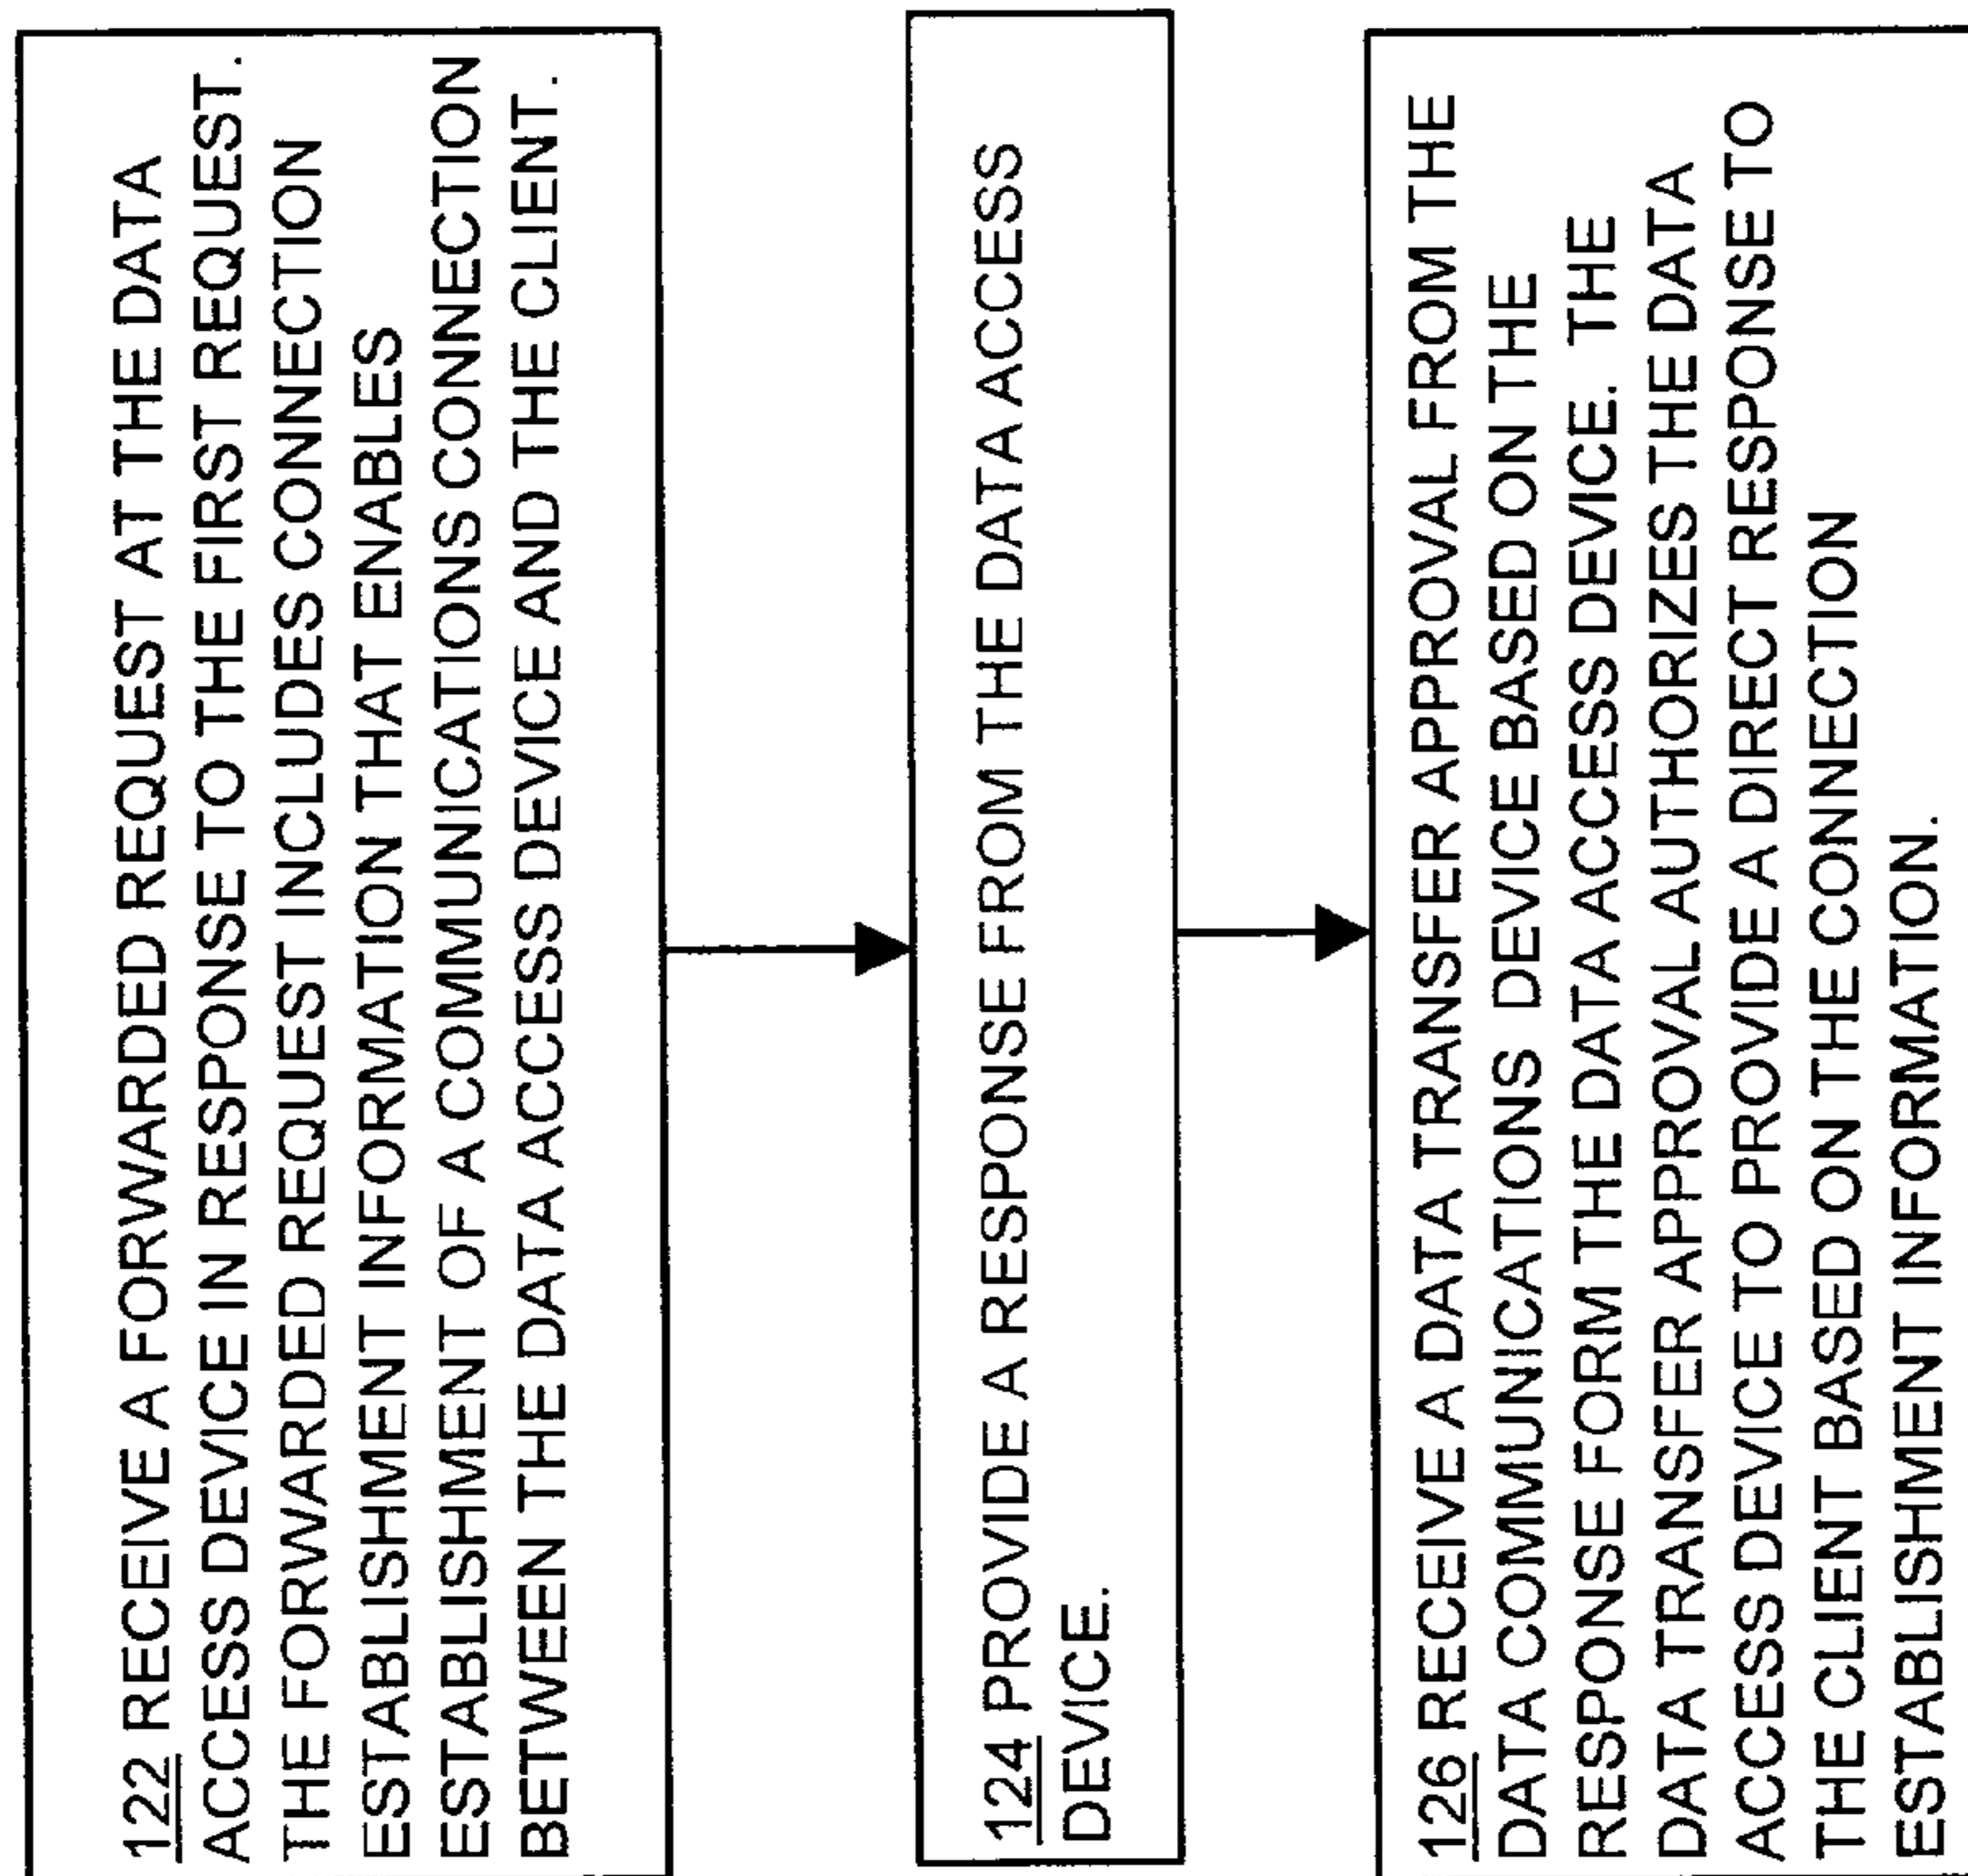 122 RECEIVE A FORWARDED REQUEST AT THE DATA
ACCESS DEVICE IN RESPONSE TO THE FIRST REQUEST.
THE FORWARDED REQUEST INCLUDES CONNECTION
ESTABLISHMENT INFORMATION THAT ENABLES
ESTABLISHMENT OF A COMMUNICATIONS CONNECTION
BETWEEN THE DATA ACCESS DEVICE AND THE CLIENT.
124 PROVIDE A RESPONSE FROM THE DATA ACCESS
DEVICE.
126 RECEIVE A DATA TRANSFER APPROVAL FROM THE
DATA COMMUNICATIONS DEVICE BASED ON THE
RESPONSE FORM THE DATA ACCESS DEVICE. THE
DATA TRANSFER APPROVAL AUTHORIZES THE DATA
ACCESS DEVICE TO PROVIDE A DIRECT RESPONSE TO
THE CLIENT BASED ON THE CONNECTION
ESTABLISHMENT INFORMATION.